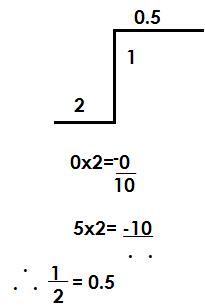 0.5
1
2
0x2=-0
10
5x2= -10
. .
∴ 1/2 = 0.5